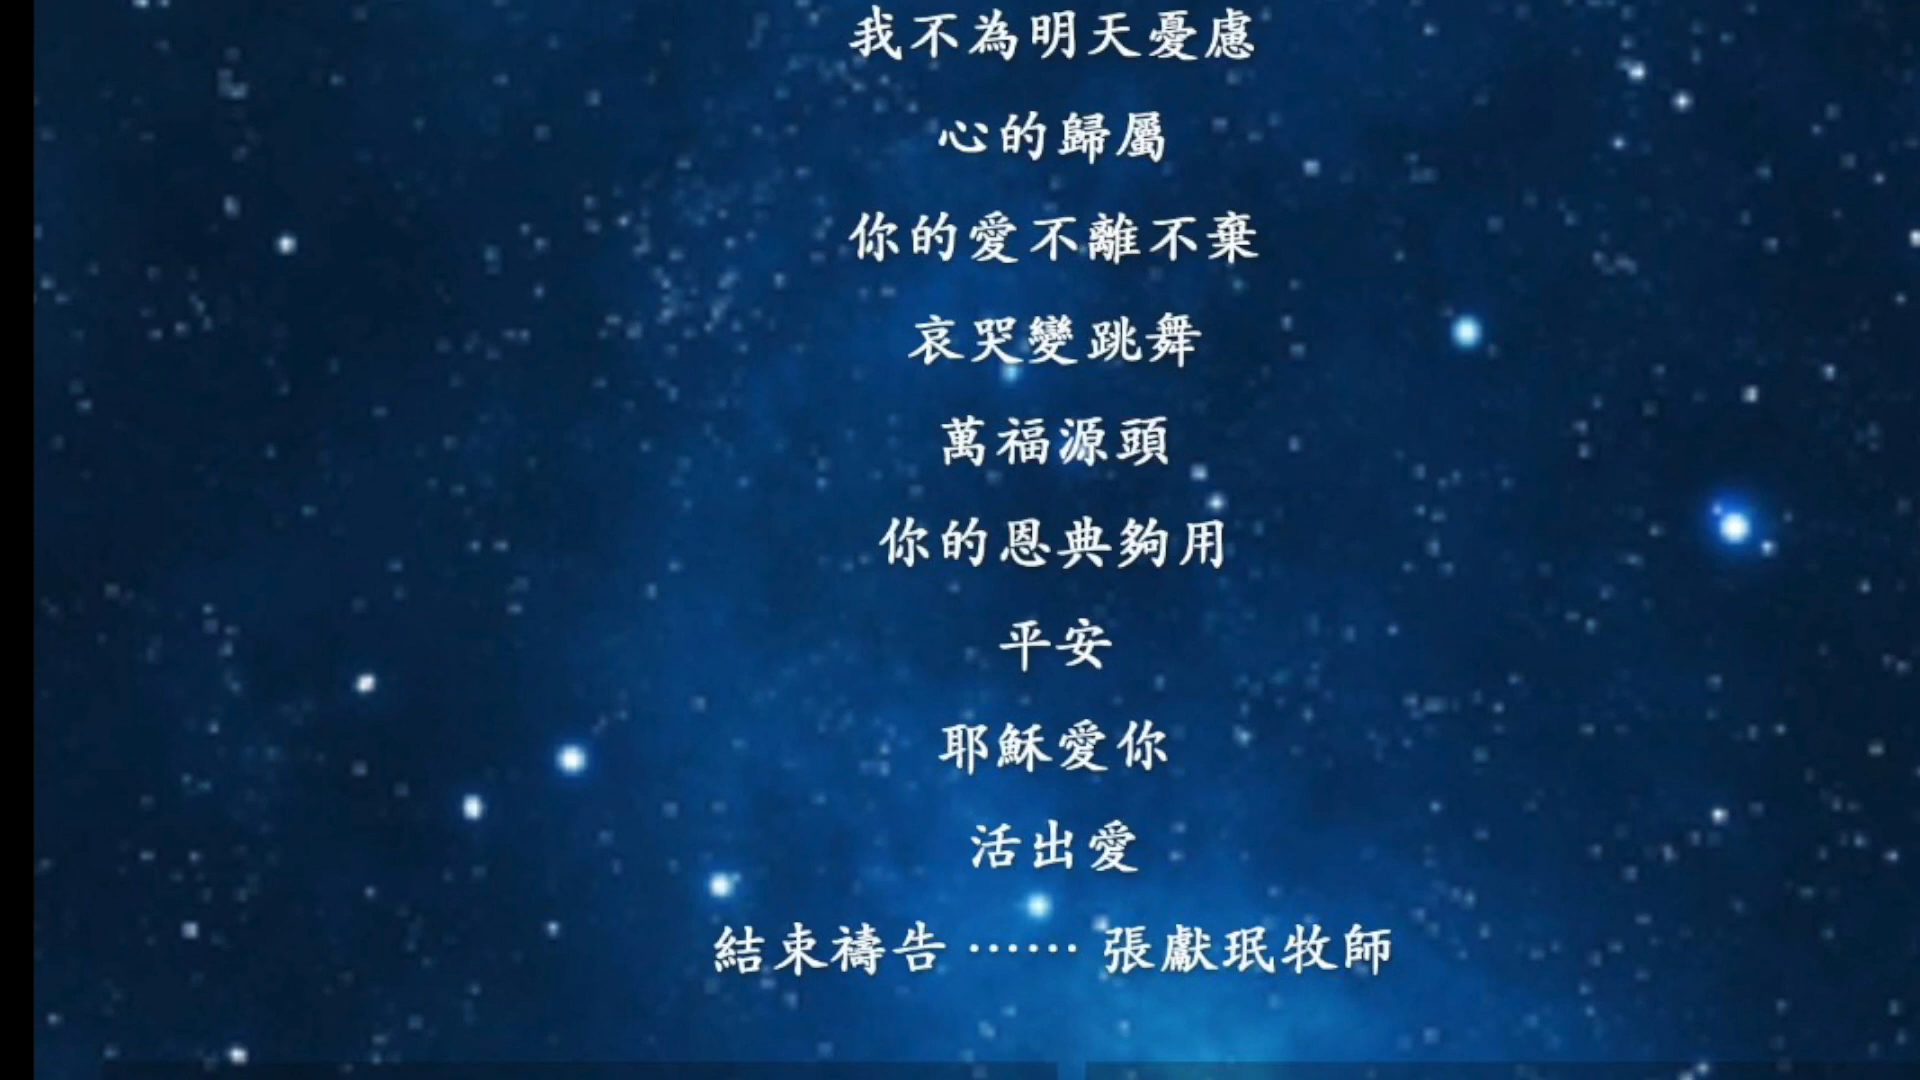 我不為明天憂慮
心的歸屬
你的愛不離不棄
哀哭變跳舞
萬福源頭
你的恩典夠用
平安
耶穌愛你
活出愛
結束禱告 ⋯⋯ 張獻珉牧師